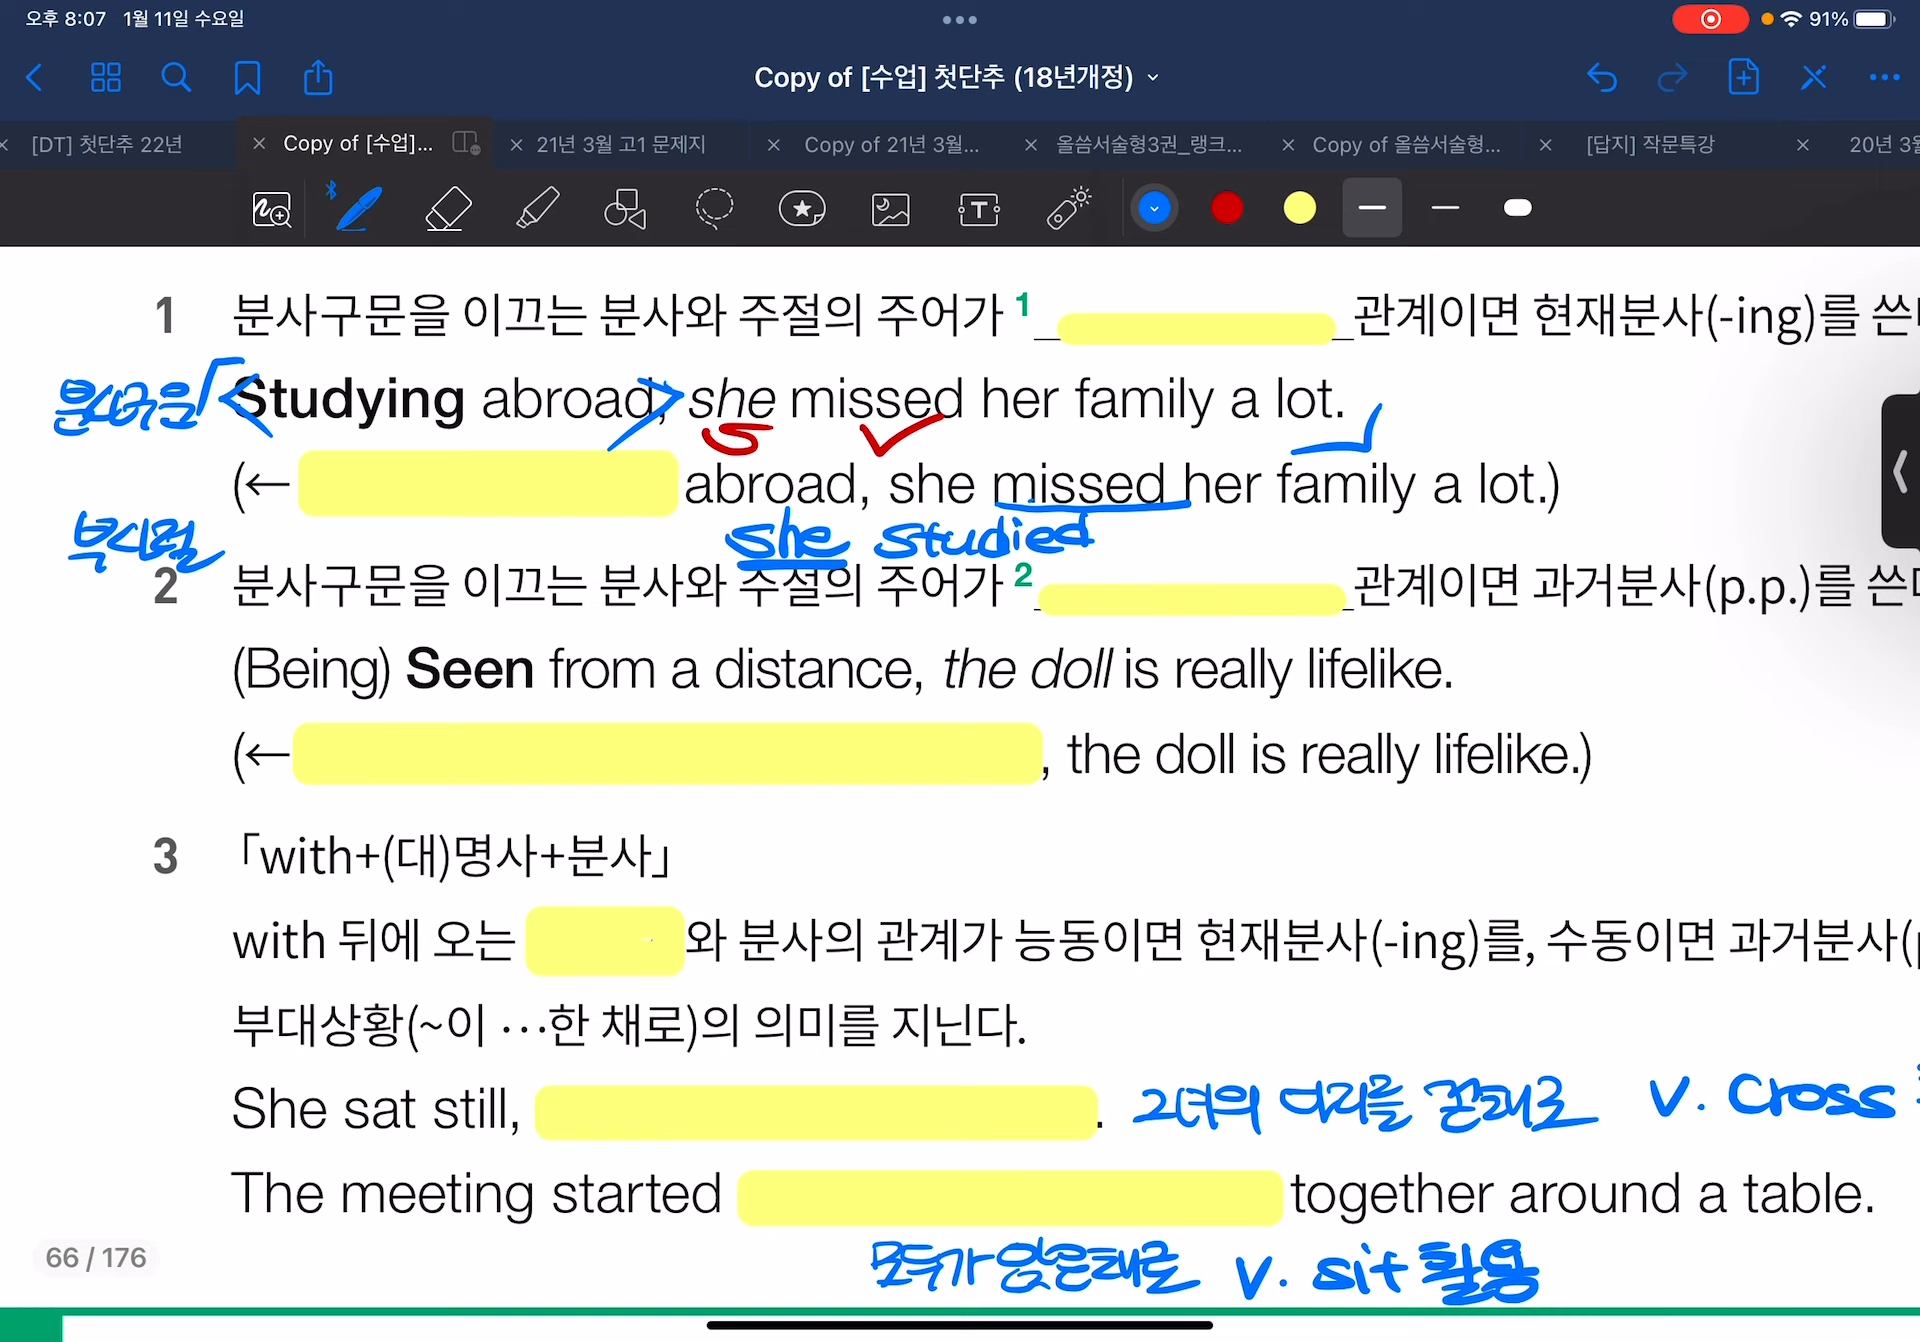 오후 8:07 1월 11일 수요일
91%
Copy of [수업] 첫단추 (18년개정)
[DT] 첫단추 22년
Copy of [수업]...
21년 3월 고1 문제지
Copy of 21년 3월...
올씀서술형3권_랭크...
Copy of 올씀서술형...
[답지] 작문특강
20년 3월
1 분사구문을 이끄는 분사와 주절의 주어가 1 관계이면 현재분사(-ing)를 쓴다
분사구문 Studying abroad, she missed her family a lot.
S
(← abroad, she missed her family a lot.)
부사절 she studied
2 분사구문을 이끄는 분사와 주절의 주어가 2 관계이면 과거분사(p.p.)를 쓴다
(Being) Seen from a distance, the doll is really lifelike.
(← , the doll is really lifelike.)
3 「with+(대)명사+분사」
with 뒤에 오는 와 분사의 관계가 능동이면 현재분사(-ing)를, 수동이면 과거분사(p
부대상황(~이 …한 채로)의 의미를 지닌다.
She sat still, . 그녀의 다리를 꼰채로 v. cross
The meeting started together around a table.
모두가 앉은채로 v. sit 활용
66 / 176